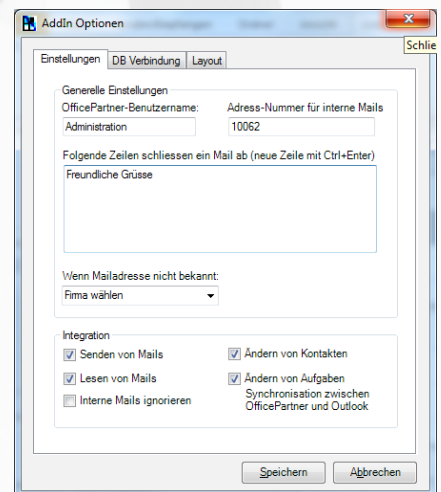 AddIn Options
Schlie
Einstellungen DB Verbindung Layout
Generelle Einstellungen
OfficePartner-Benutzername: Adress-Nummer für interne Mails
Administration 10062
Folgende Zeilen schliessen ein Mail ab (neue Zeile mit Ctrl+Enter)
Freundliche Grüsse
Wenn Mailadresse nicht bekannt:
Firma wählen
Integration
Senden von Mails Ändern von Kontakten
Lesen von Mails Ändern von Aufgaben
Interne Mails ignorieren Synchronisation zwischen
OfficePartner und Outlook
Speichern Abbrechen